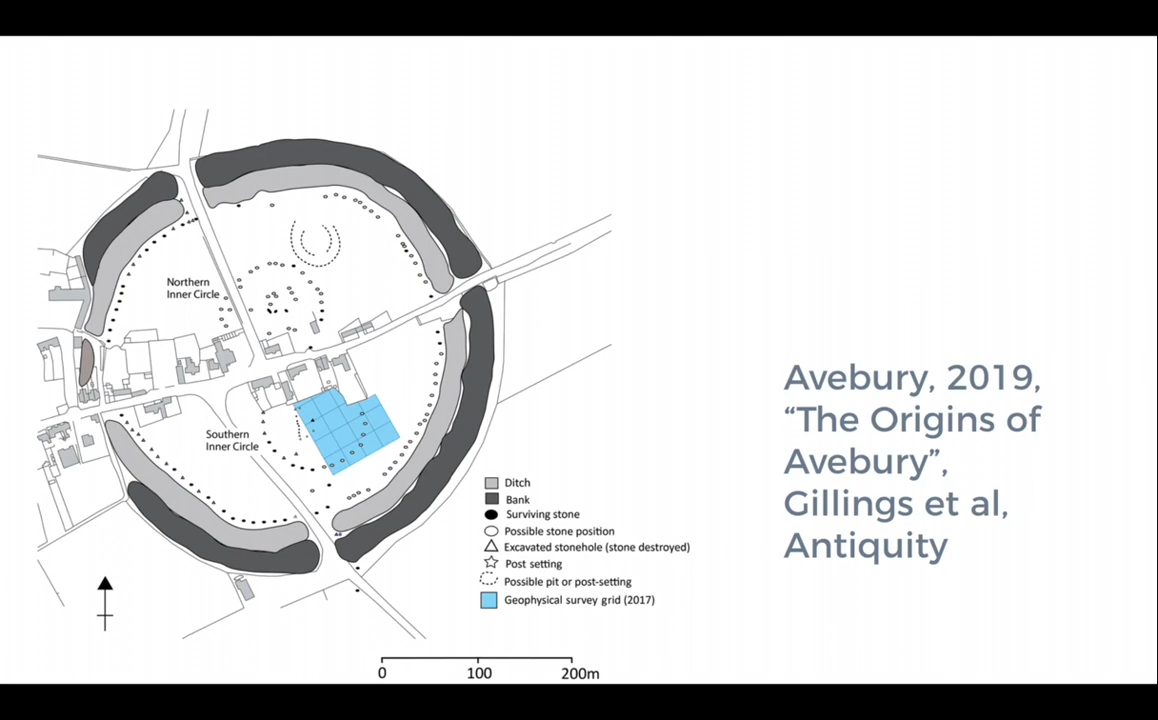 Northern
Inner Circle
Southern
Inner Circle
Ditch
Bank
Surviving stone
Possible stone position
Excavated stonehole (stone destroyed)
Post setting
Possible pit or post-setting
Geophysical survey grid (2017)
0 100 200m
Avebury, 2019,
“The Origins of
Avebury”,
Gillings et al,
Antiquity